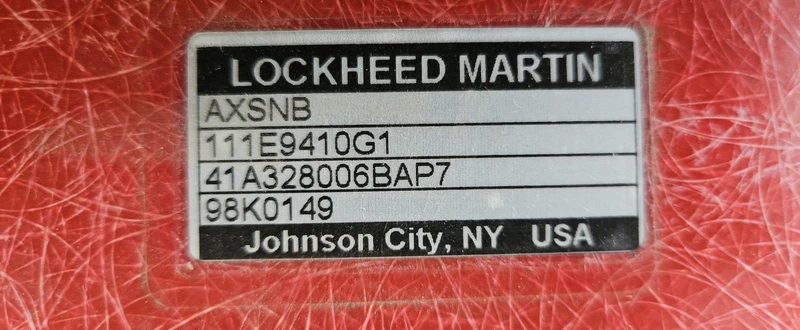 LOCKHEED MARTIN
AXSNB
111E9410G1
41A328006BAP7
98K0149
Johnson City, NY USA